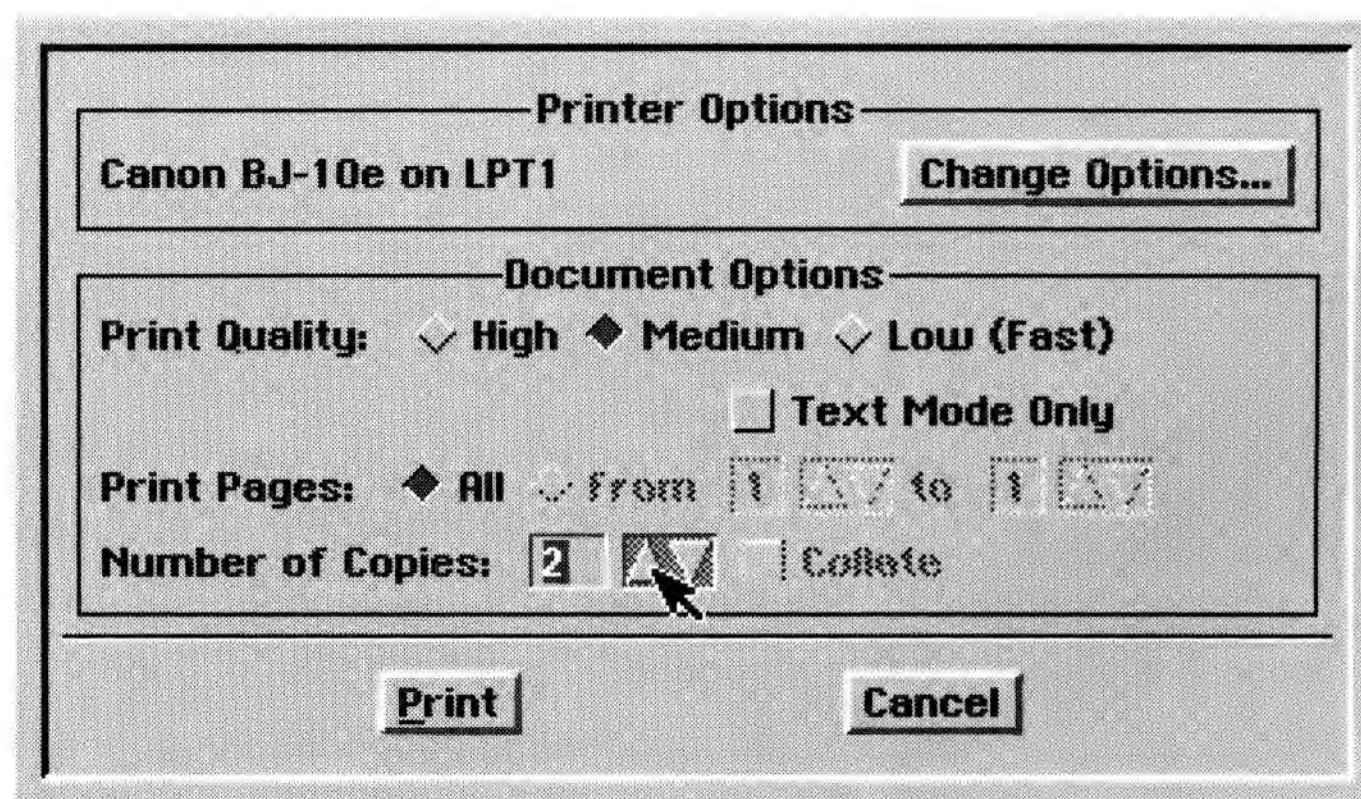 Printer Options
Canon BJ-10e on LPT1 Change Options...
Document Options
Print Quality: High Medium Low (Fast)
Text Mode Only
Print Pages: All from 1 to 1
Number of Copies: 2 Collate
Print Cancel